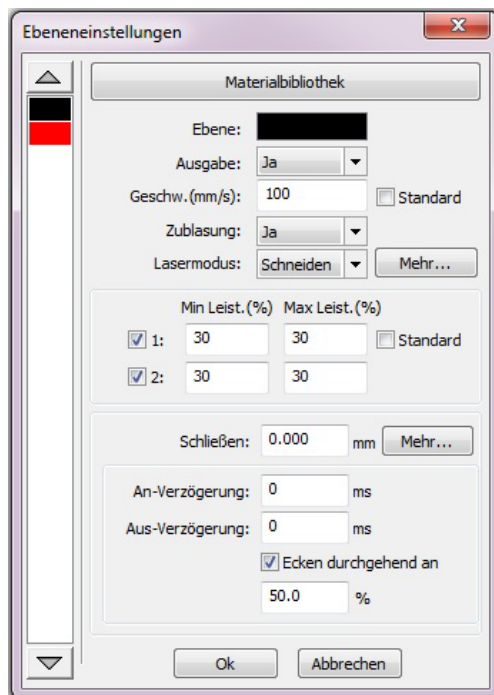 Ebeneneinstellungen
Materialbibliothek
Ebene:
Ausgabe: Ja
Geschw.(mm/s): 100 Standard
Zublasung: Ja
Lasermodus: Schneiden Mehr...
Min Leist.(%) Max Leist.(%)
1: 30 30 Standard
2: 30 30
Schließen: 0.000 mm Mehr...
An-Verzögerung: 0 ms
Aus-Verzögerung: 0 ms
Ecken durchgehend an
50.0 %
Ok Abbrechen